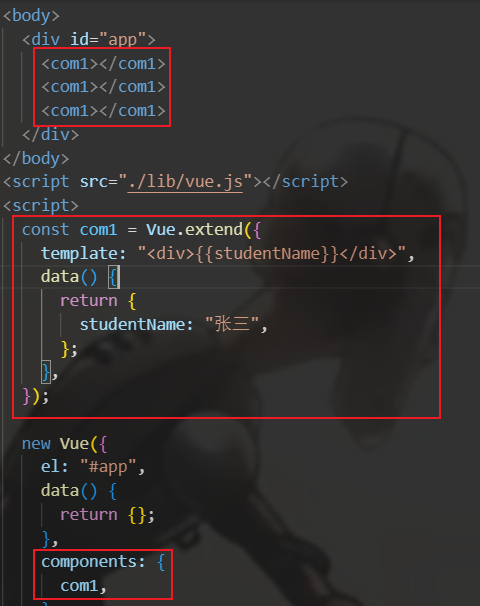 <body>
<div id="app">
<com1></com1>
<com1></com1>
<com1></com1>
</div>
</body>
<script src="./lib/vue.js"></script>
<script>
const com1 = Vue.extend({
template: "<div>{{studentName}}</div>",
data() {
return {
studentName: "张三",
};
},
});
new Vue({
el: "#app",
data() {
return {};
},
components: {
com1,